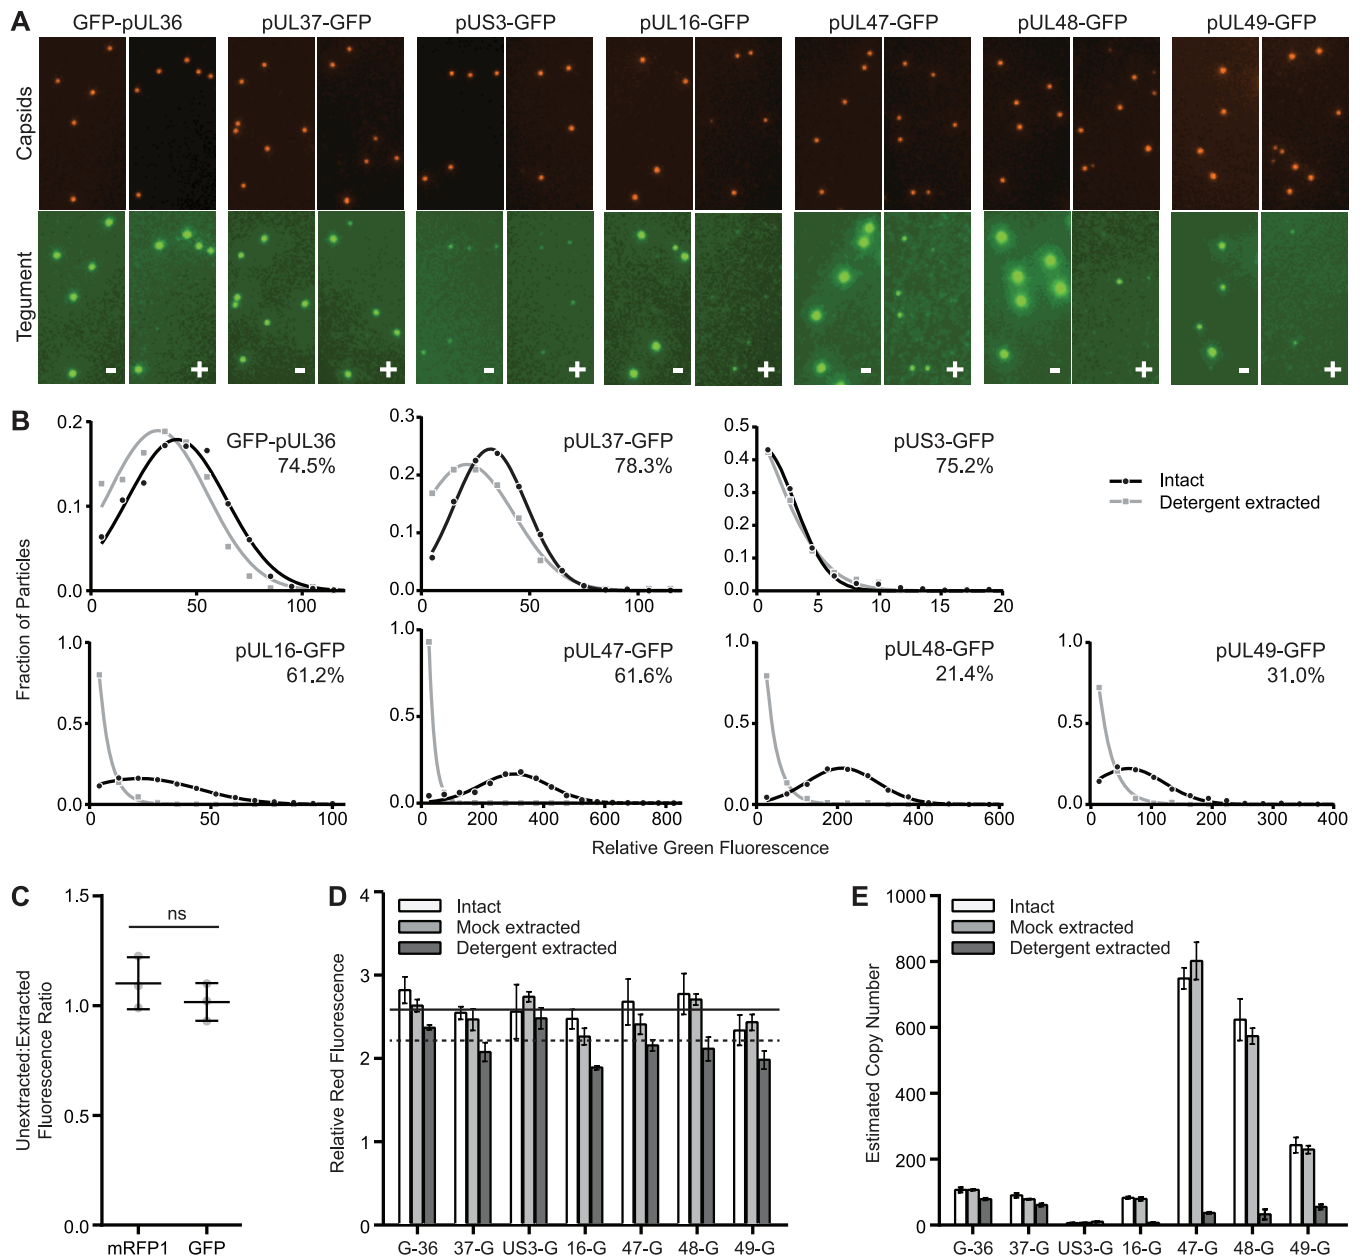 A
GFP-pUL36 pUL37-GFP pUS3-GFP pUL16-GFP pUL47-GFP pUL48-GFP pUL49-GFP
Capsids
Tegument
- + - + - + - + - + - + - +
B
Fraction of Particles
0.2
0.1
0.0
0 50 100
GFP-pUL36
74.5%
0.3
0.2
0.1
0.0
0 50 100
pUL37-GFP
78.3%
0.5
0.4
0.3
0.2
0.1
0.0
0 5 10 15 20
pUS3-GFP
75.2%
Intact
Detergent extracted
1.0
0.5
0.0
0 50 100
pUL16-GFP
61.2%
1.0
0.5
0.0
0 200 400 600 800
pUL47-GFP
61.6%
1.0
0.5
0.0
0 200 400 600
pUL48-GFP
21.4%
1.0
0.5
0.0
0 100 200 300 400
pUL49-GFP
31.0%
Relative Green Fluorescence
C
Unextracted:Extracted
Fluorescence Ratio
1.5
1.0
0.5
0.0
ns
mRFP1 GFP
D
Relative Red Fluorescence
4
3
2
1
0
Intact
Mock extracted
Detergent extracted
G-36 37-G US3-G 16-G 47-G 48-G 49-G
E
Estimated Copy Number
1000
800
600
400
200
0
Intact
Mock extracted
Detergent extracted
G-36 37-G US3-G 16-G 47-G 48-G 49-G